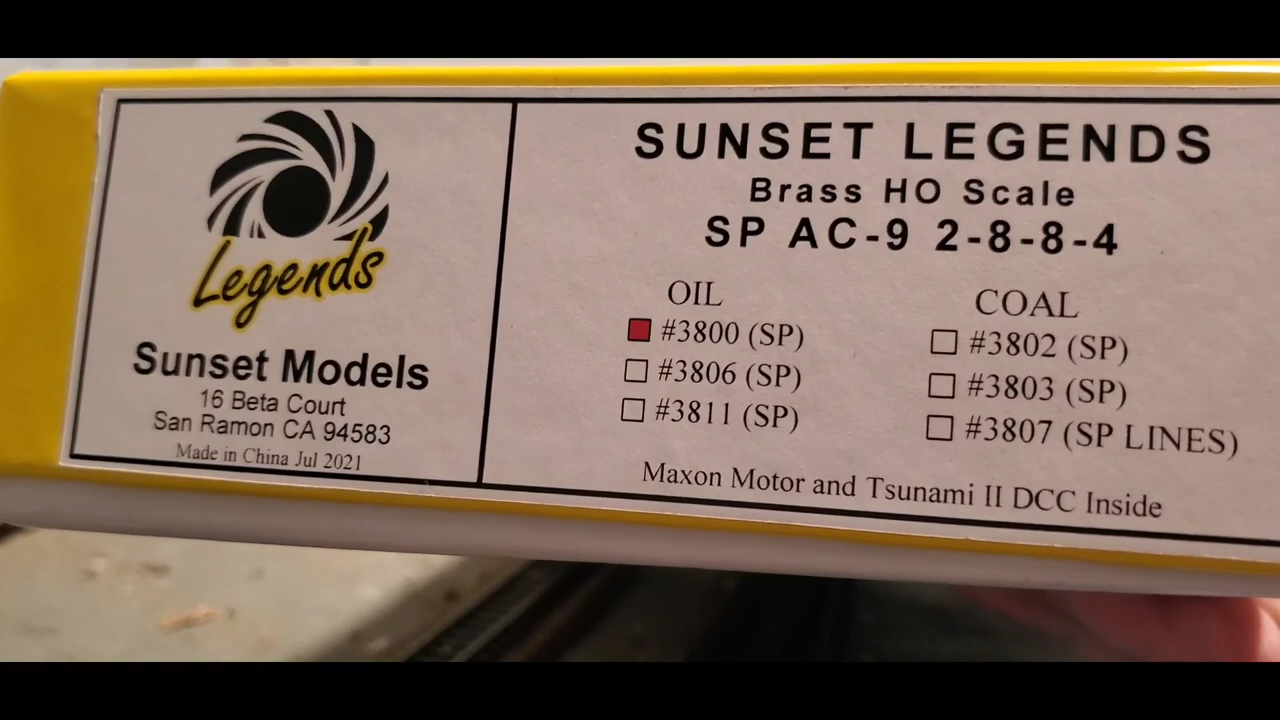 Legends
Sunset Models
16 Beta Court
San Ramon CA 94583
Made in China Jul 2021
SUNSET LEGENDS
Brass HO Scale
SP AC-9 2-8-8-4
OIL
#3800 (SP)
#3806 (SP)
#3811 (SP)
COAL
#3802 (SP)
#3803 (SP)
#3807 (SP LINES)
Maxon Motor and Tsunami II DCC Inside